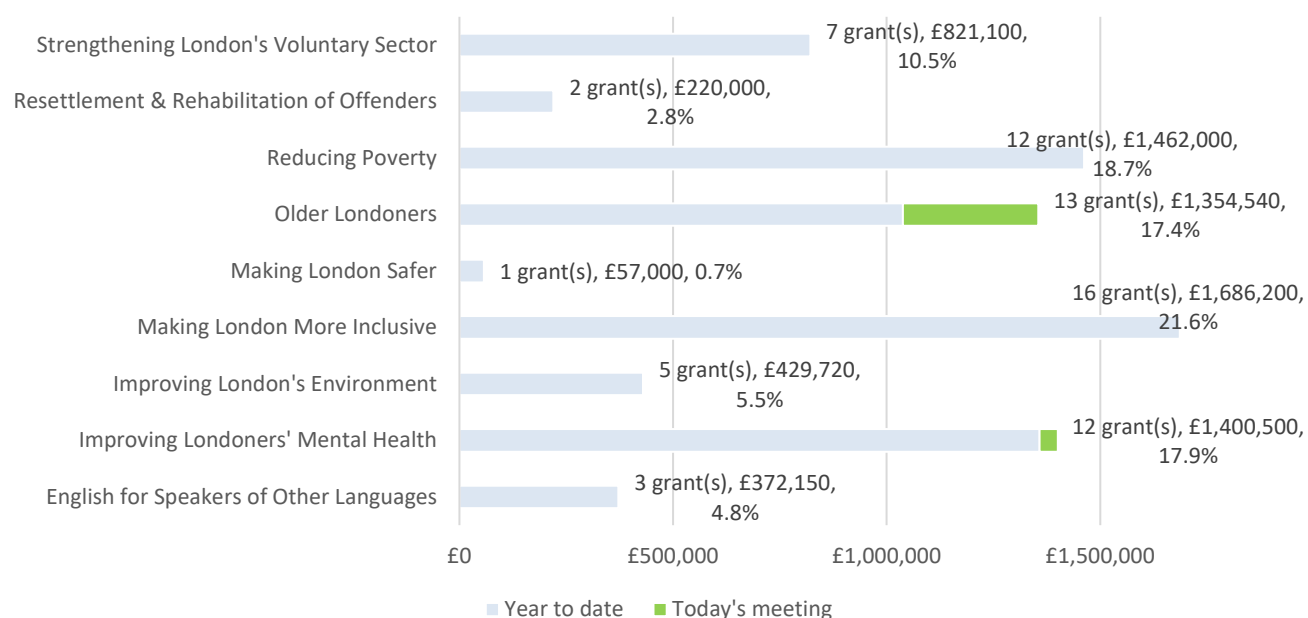 Strengthening London's Voluntary Sector
7 grant(s), £821,100,
10.5%
Resettlement & Rehabilitation of Offenders
2 grant(s), £220,000,
2.8%
Reducing Poverty
12 grant(s), £1,462,000,
18.7%
Older Londoners
13 grant(s), £1,354,540,
17.4%
Making London Safer
1 grant(s), £57,000, 0.7%
Making London More Inclusive
16 grant(s), £1,686,200,
21.6%
Improving London's Environment
5 grant(s), £429,720,
5.5%
Improving Londoners' Mental Health
12 grant(s), £1,400,500,
17.9%
English for Speakers of Other Languages
3 grant(s), £372,150,
4.8%
£0 £500,000 £1,000,000 £1,500,000
Year to date Today's meeting